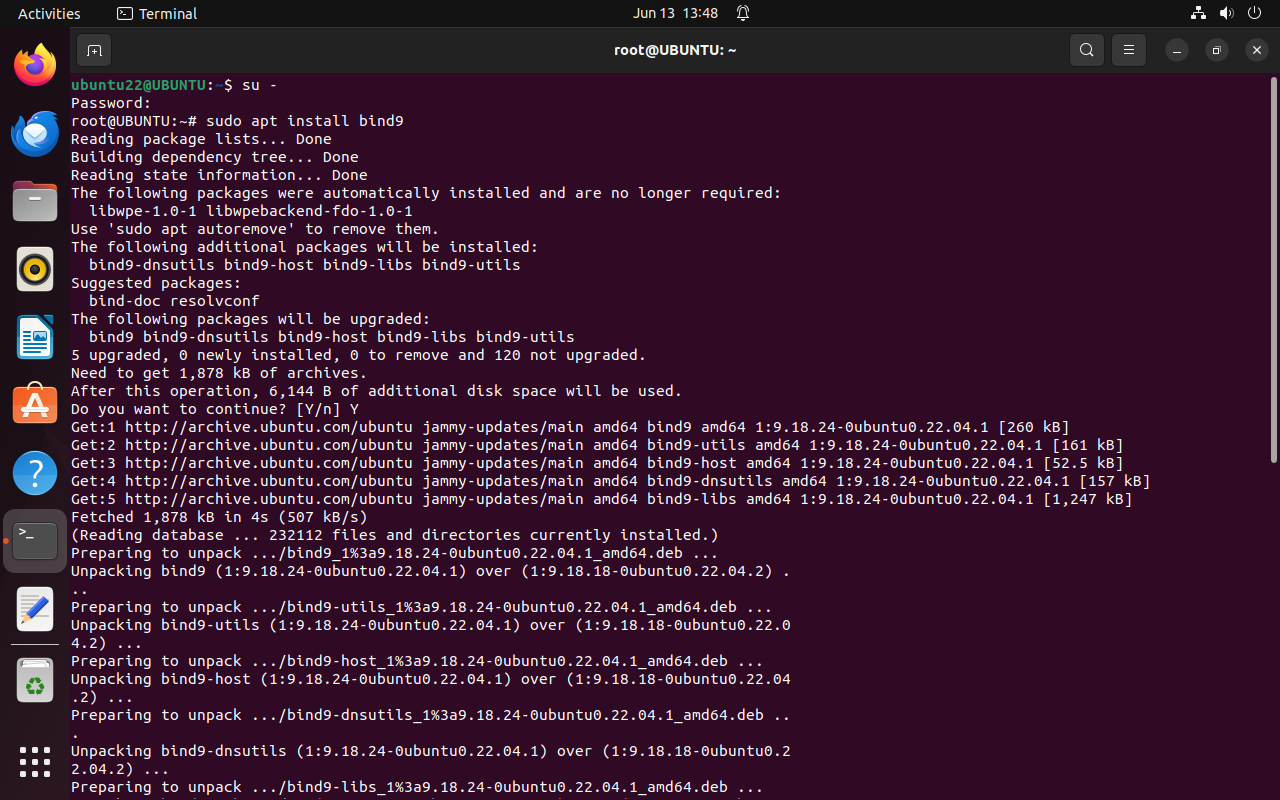 Activities
Terminal
Jun 13 13:48
root@UBUNTU: ~
ubuntu22@UBUNTU:~$ su -
Password:
root@UBUNTU:~# sudo apt install bind9
Reading package lists... Done
Building dependency tree... Done
Reading state information... Done
The following packages were automatically installed and are no longer required:
  libwpe-1.0-1 libwpebackend-fdo-1.0-1
Use 'sudo apt autoremove' to remove them.
The following additional packages will be installed:
  bind9-dnsutils bind9-host bind9-libs bind9-utils
Suggested packages:
  bind-doc resolvconf
The following packages will be upgraded:
  bind9 bind9-dnsutils bind9-host bind9-libs bind9-utils
5 upgraded, 0 newly installed, 0 to remove and 120 not upgraded.
Need to get 1,878 kB of archives.
After this operation, 6,144 B of additional disk space will be used.
Do you want to continue? [Y/n] Y
Get:1 http://archive.ubuntu.com/ubuntu jammy-updates/main amd64 bind9 amd64 1:9.18.24-0ubuntu0.22.04.1 [260 kB]
Get:2 http://archive.ubuntu.com/ubuntu jammy-updates/main amd64 bind9-utils amd64 1:9.18.24-0ubuntu0.22.04.1 [161 kB]
Get:3 http://archive.ubuntu.com/ubuntu jammy-updates/main amd64 bind9-host amd64 1:9.18.24-0ubuntu0.22.04.1 [52.5 kB]
Get:4 http://archive.ubuntu.com/ubuntu jammy-updates/main amd64 bind9-dnsutils amd64 1:9.18.24-0ubuntu0.22.04.1 [157 kB]
Get:5 http://archive.ubuntu.com/ubuntu jammy-updates/main amd64 bind9-libs amd64 1:9.18.24-0ubuntu0.22.04.1 [1,247 kB]
Fetched 1,878 kB in 4s (507 kB/s)
(Reading database ... 232112 files and directories currently installed.)
Preparing to unpack .../bind9_1%3a9.18.24-0ubuntu0.22.04.1_amd64.deb ...
Unpacking bind9 (1:9.18.24-0ubuntu0.22.04.1) over (1:9.18.18-0ubuntu0.22.04.2) .
..
Preparing to unpack .../bind9-utils_1%3a9.18.24-0ubuntu0.22.04.1_amd64.deb ...
Unpacking bind9-utils (1:9.18.24-0ubuntu0.22.04.1) over (1:9.18.18-0ubuntu0.22.0
4.2) ...
Preparing to unpack .../bind9-host_1%3a9.18.24-0ubuntu0.22.04.1_amd64.deb ...
Unpacking bind9-host (1:9.18.24-0ubuntu0.22.04.1) over (1:9.18.18-0ubuntu0.22.04
.2) ...
Preparing to unpack .../bind9-dnsutils_1%3a9.18.24-0ubuntu0.22.04.1_amd64.deb ..
.
Unpacking bind9-dnsutils (1:9.18.24-0ubuntu0.22.04.1) over (1:9.18.18-0ubuntu0.2
2.04.2) ...
Preparing to unpack .../bind9-libs_1%3a9.18.24-0ubuntu0.22.04.1_amd64.deb ...